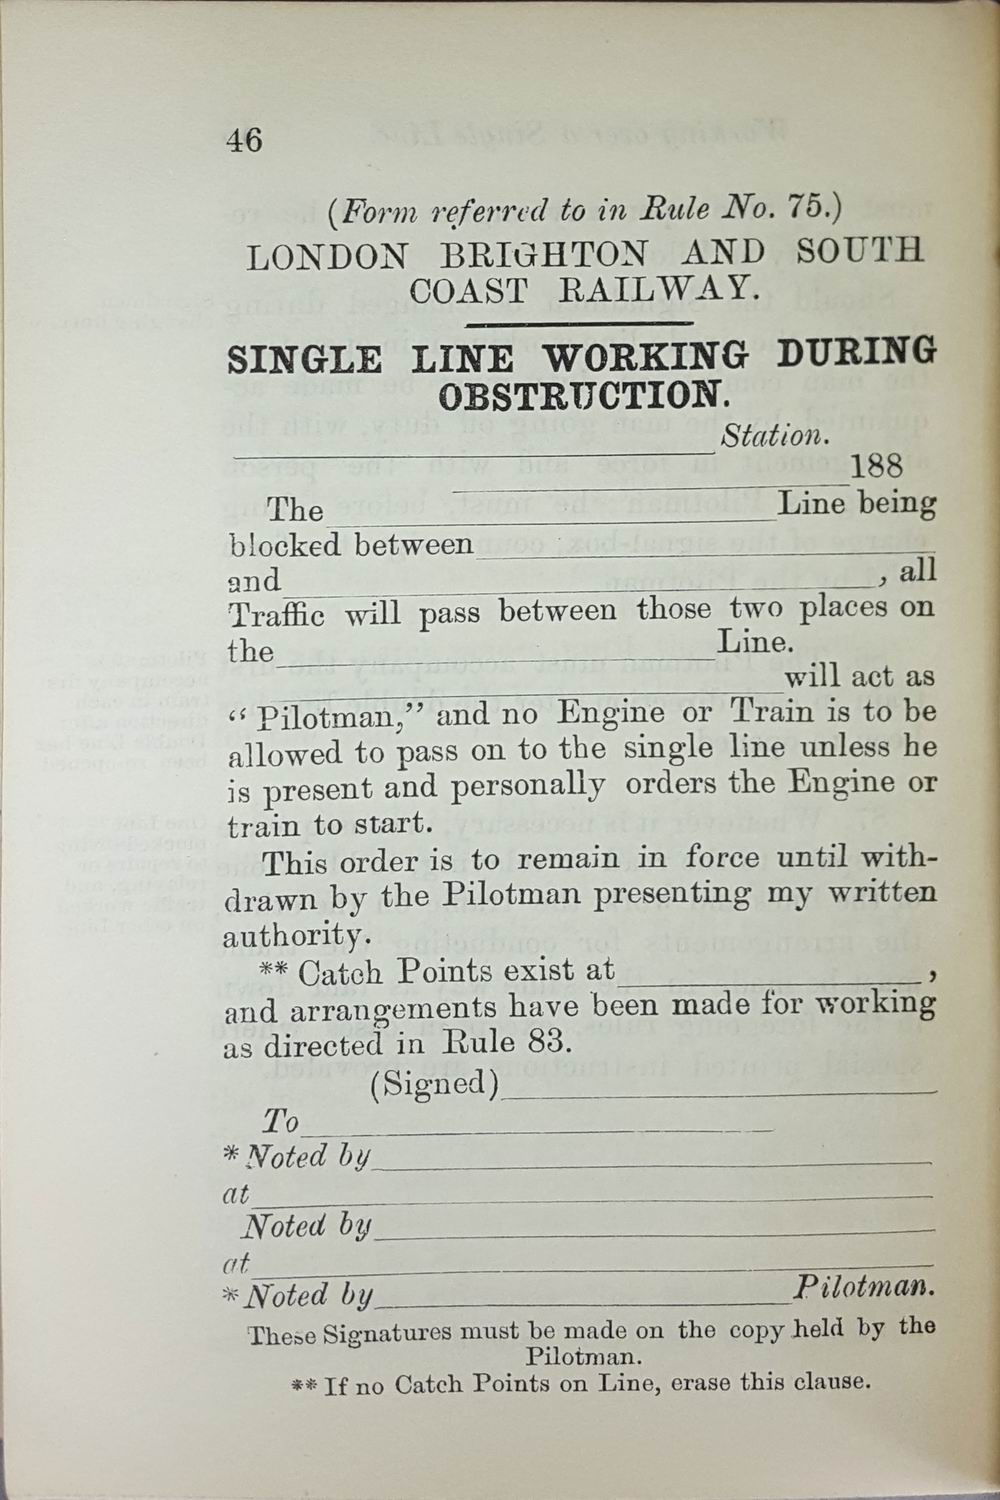 46
(Form referred to in Rule No. 75.)
LONDON BRIGHTON AND SOUTH
COAST RAILWAY.
SINGLE LINE WORKING DURING
OBSTRUCTION.
Station.
188
The Line being
blocked between
and , all
Traffic will pass between those two places on
the Line.
will act as
“Pilotman,” and no Engine or Train is to be
allowed to pass on to the single line unless he
is present and personally orders the Engine or
train to start.
This order is to remain in force until with-
drawn by the Pilotman presenting my written
authority.
** Catch Points exist at ,
and arrangements have been made for working
as directed in Rule 83.
(Signed)
To
* Noted by
at
Noted by
at
* Noted by Pilotman.
These Signatures must be made on the copy held by the
Pilotman.
** If no Catch Points on Line, erase this clause.